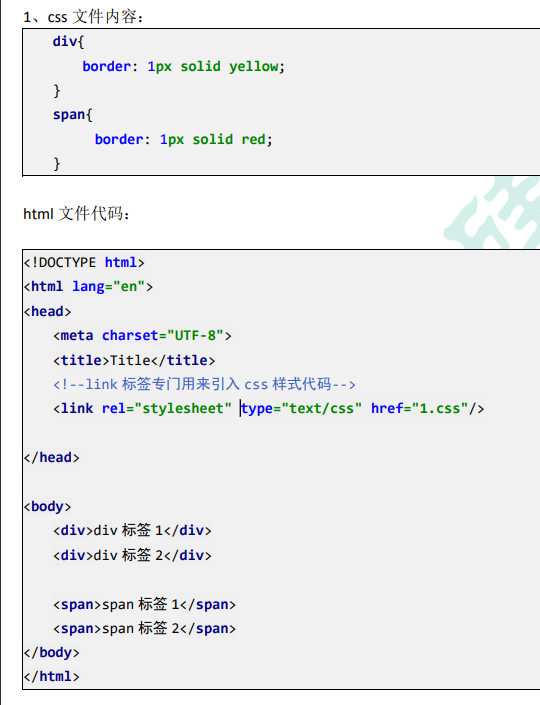 1、css 文件内容：
div{
border: 1px solid yellow;
}
span{
border: 1px solid red;
}
html 文件代码：
<!DOCTYPE html>
<html lang="en">
<head>
<meta charset="UTF-8">
<title>Title</title>
<!--link 标签专门用来引入 css 样式代码-->
<link rel="stylesheet" type="text/css" href="1.css"/>
</head>
<body>
<div>div 标签 1</div>
<div>div 标签 2</div>
<span>span 标签 1</span>
<span>span 标签 2</span>
</body>
</html>